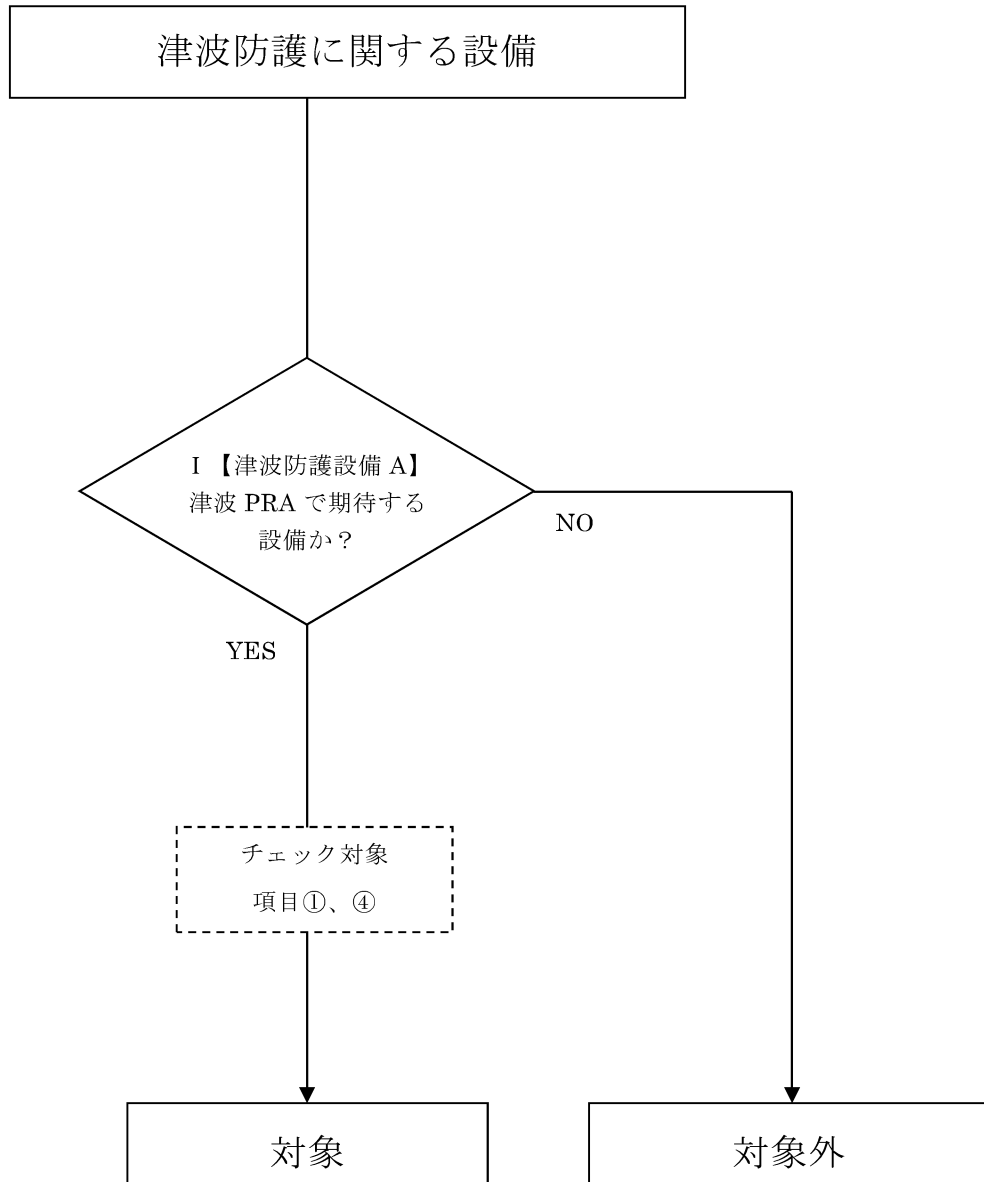 津波防護に関する設備
I 【津波防護設備 A】
津波 PRA で期待する
設備か？
NO
YES
チェック対象
項目①、④
対象
対象外